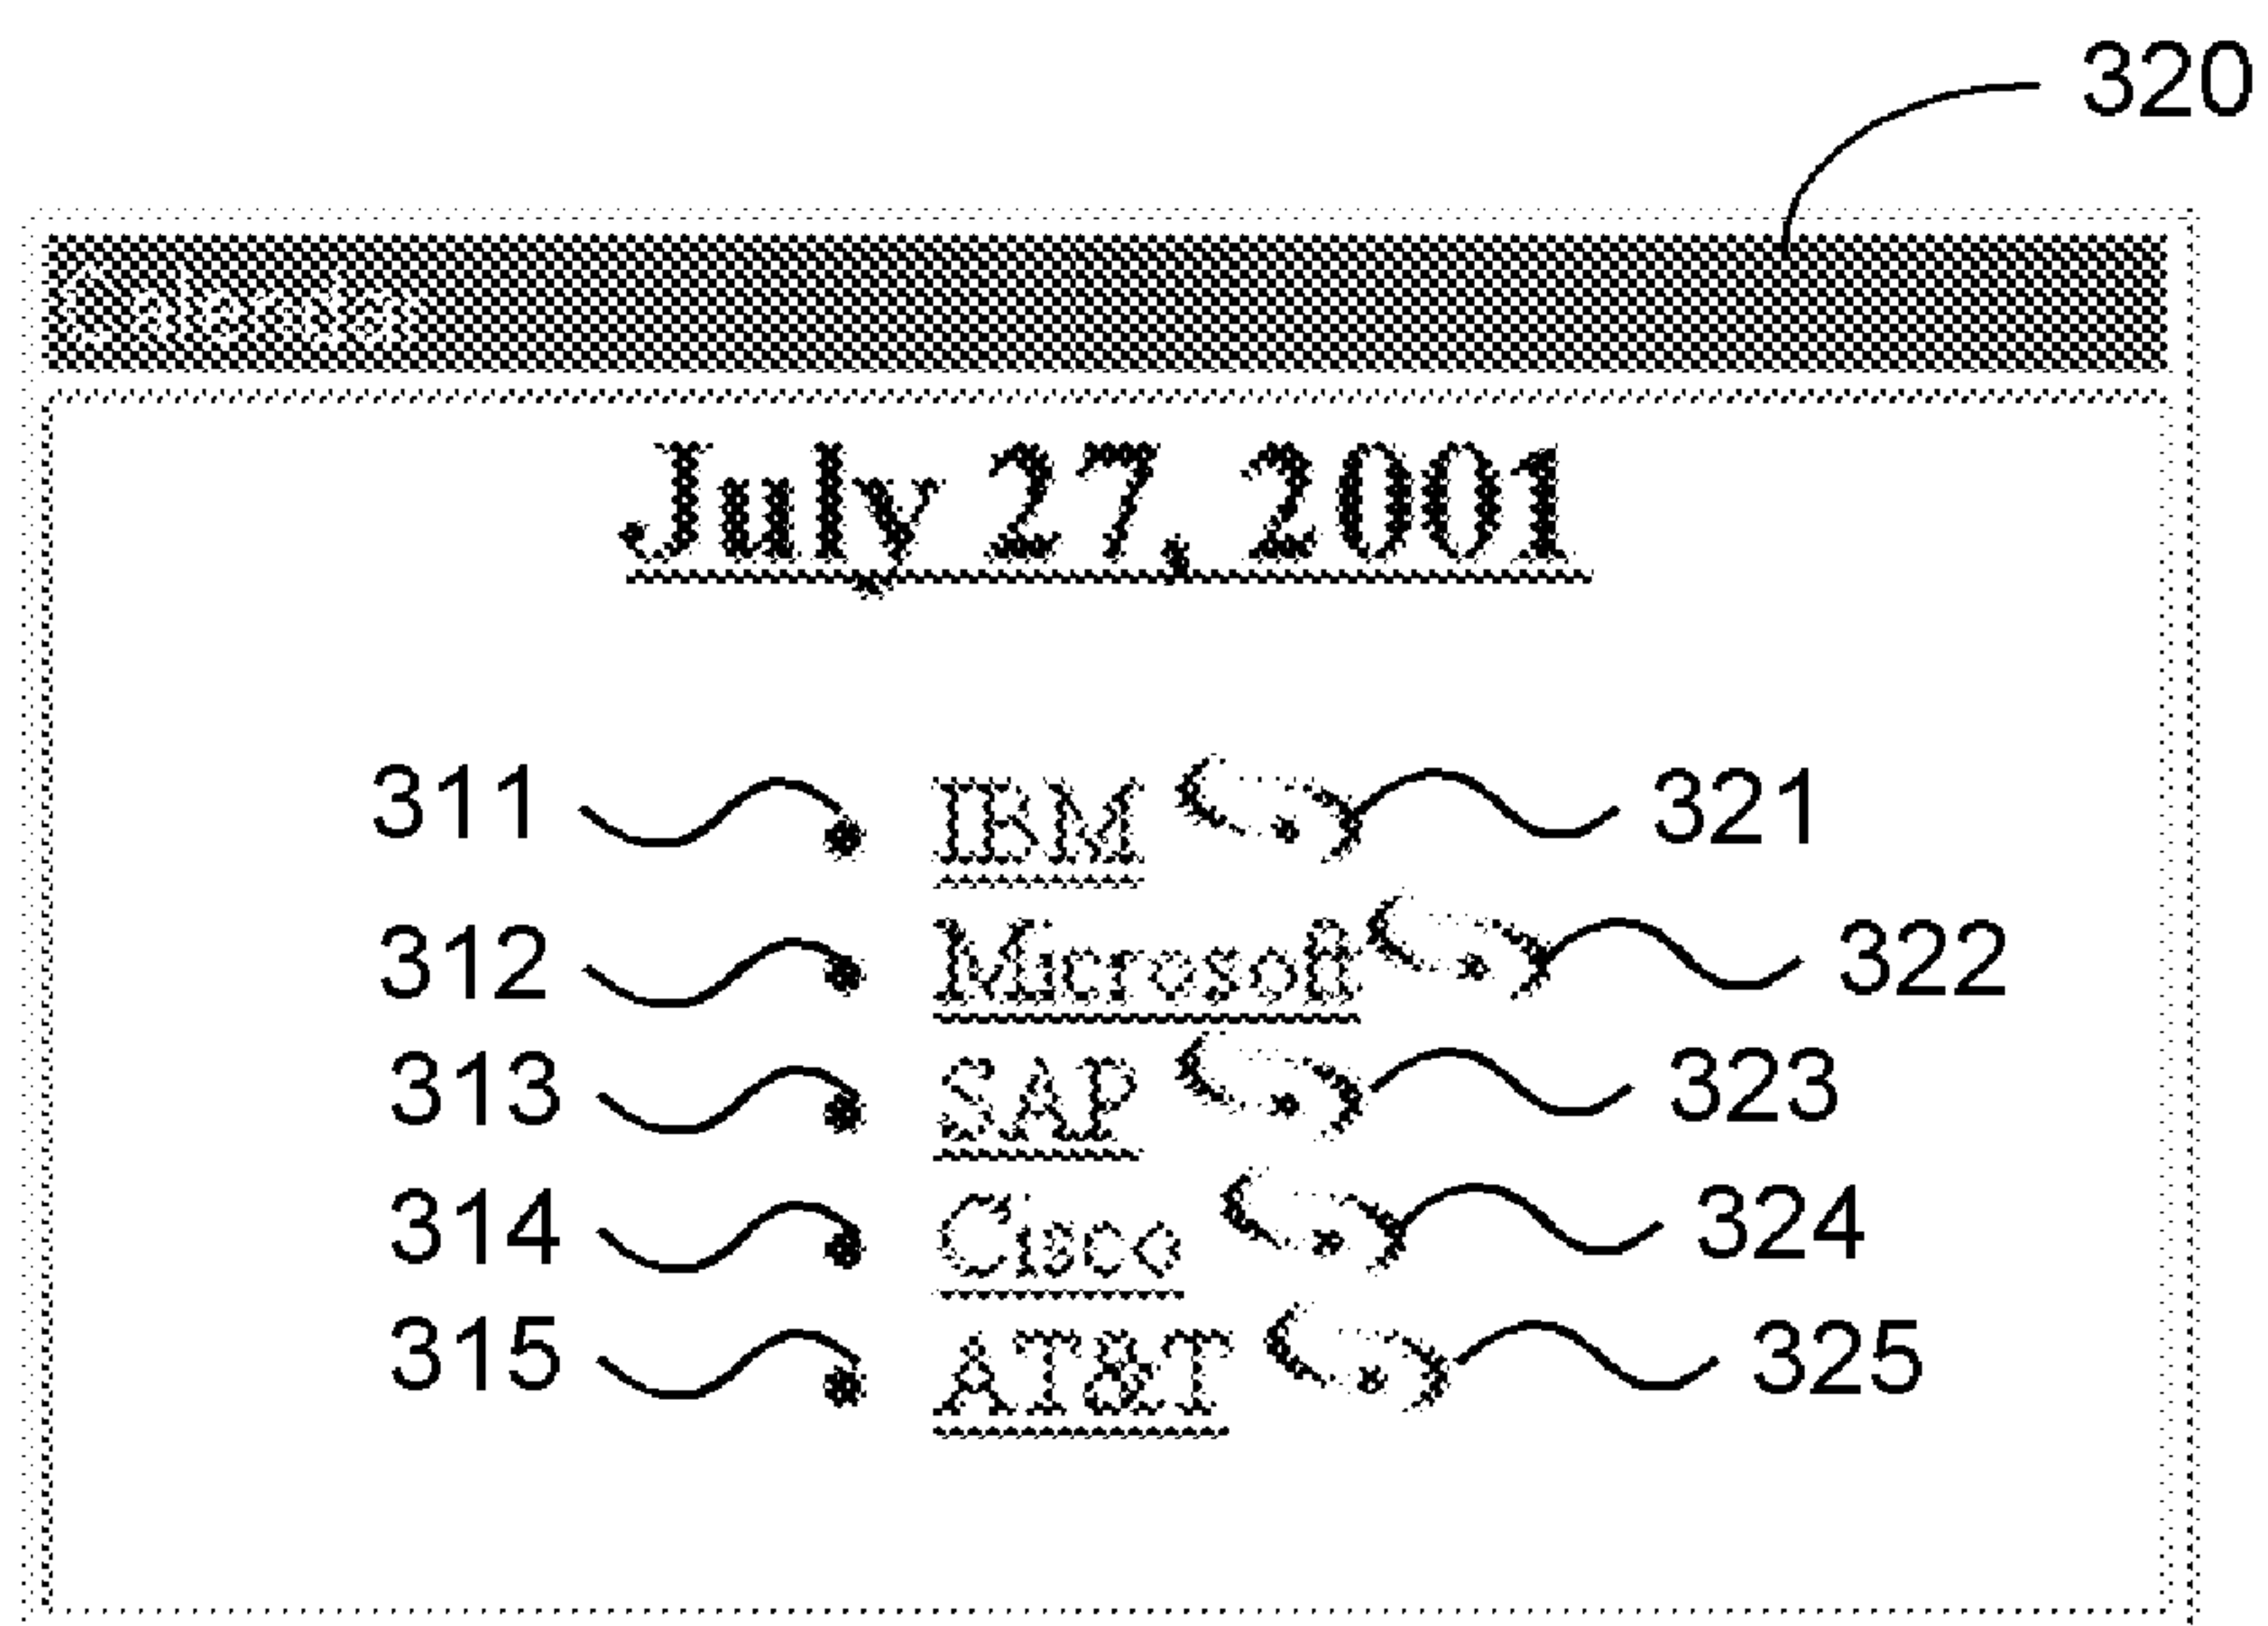 320
Calendar
July 27, 2001
311 IBM 321
312 Microsoft 322
313 SAP 323
314 Cisco 324
315 AT&T 325